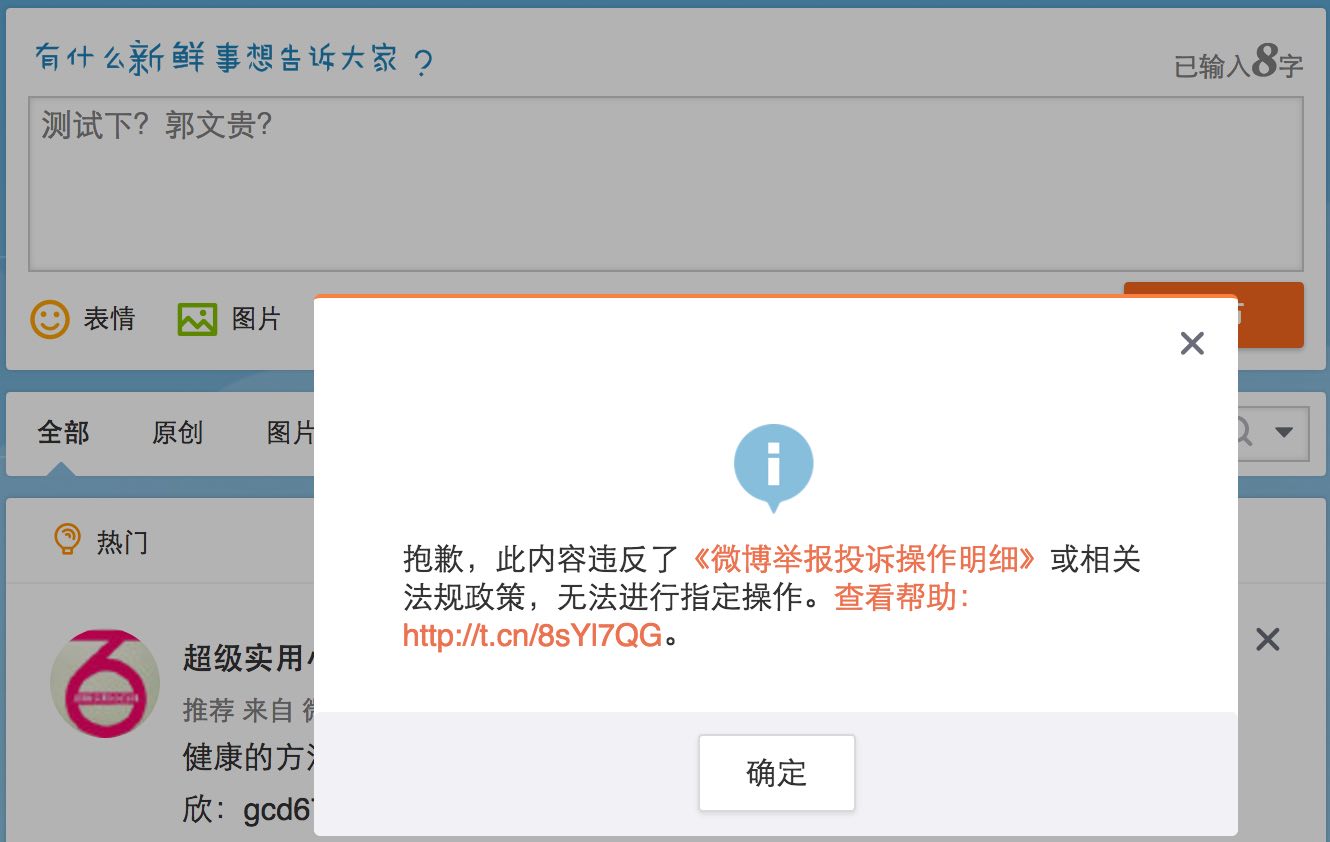 有什么新鲜事想告诉大家？
已输入8字
测试下？郭文贵？
表情 图片
全部 原创 图片
热门
超级实用
推荐 来自
健康的方
欣：gcd6
抱歉，此内容违反了《微博举报投诉操作明细》或相关
法规政策，无法进行指定操作。查看帮助：
http://t.cn/8sYl7QG。
确定